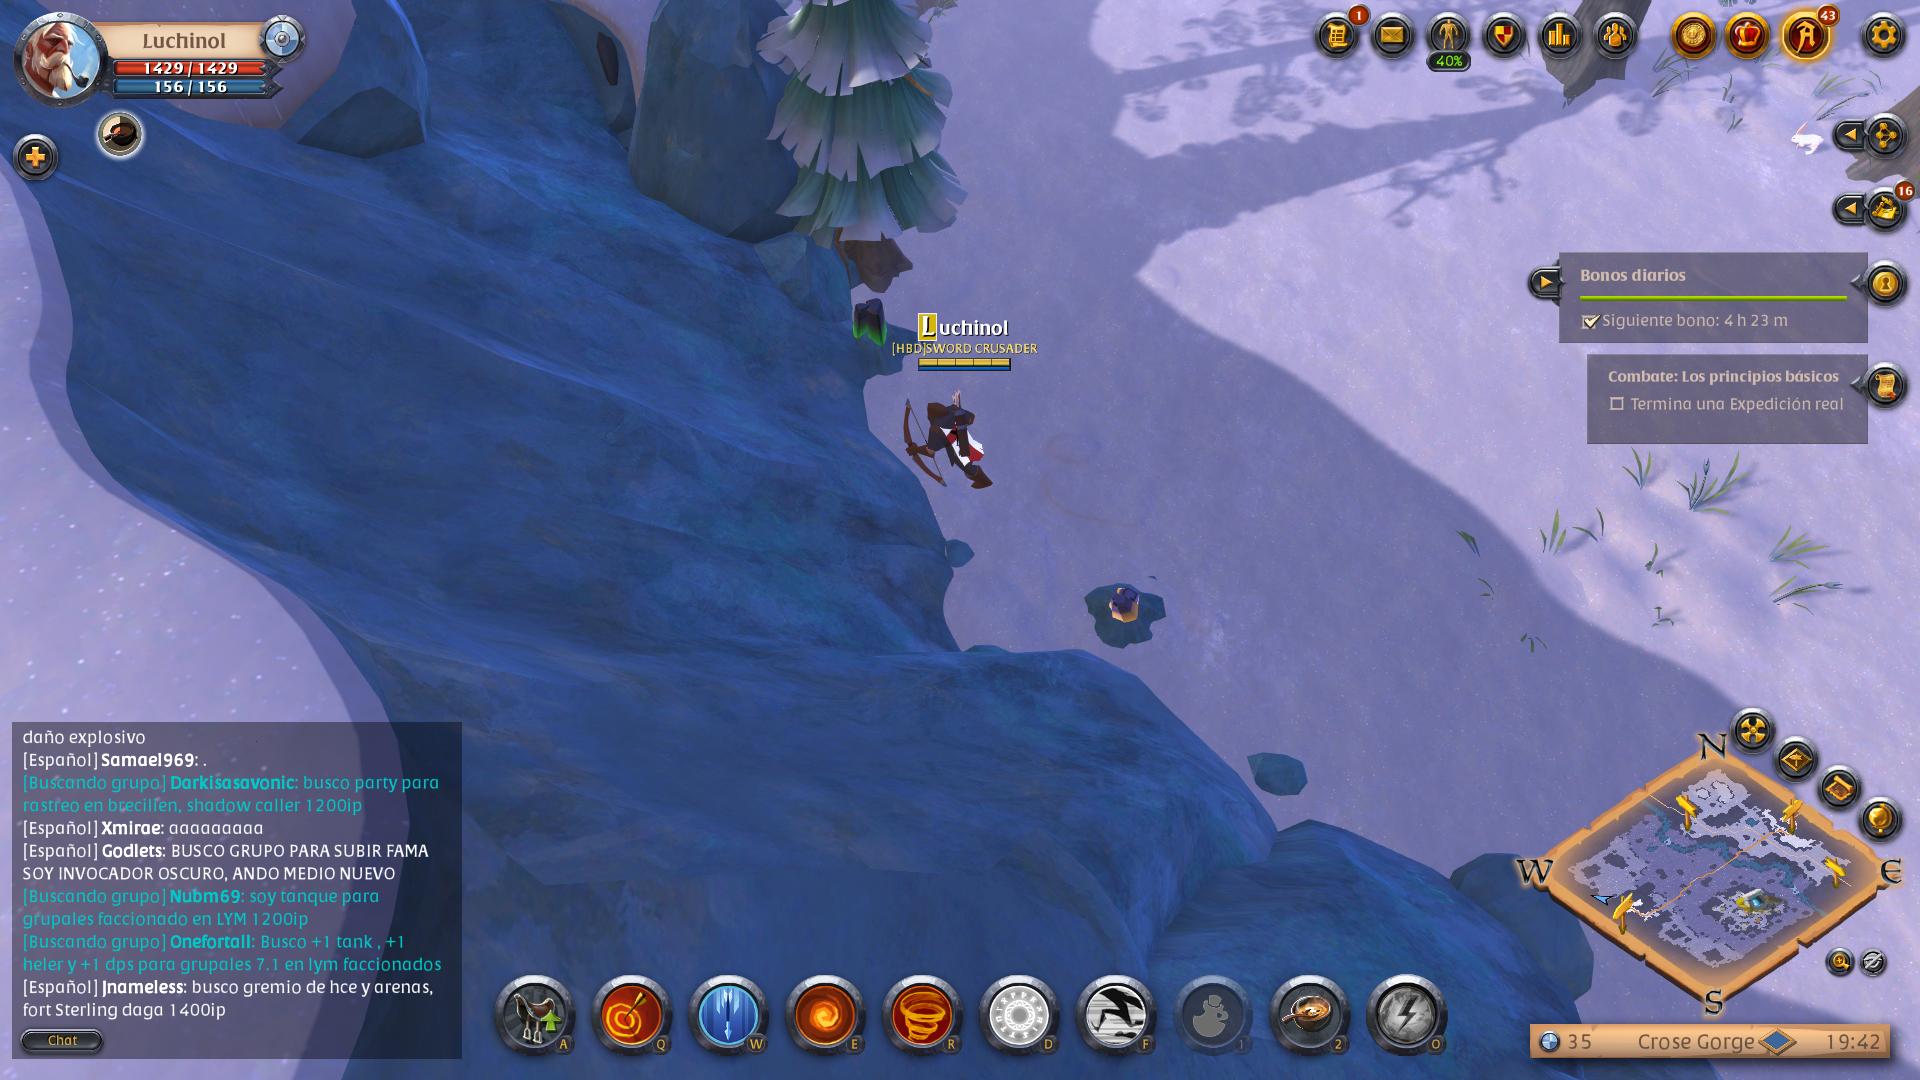 Luchinol
1429 / 1429
156 / 156
1
40%
43
16
Bonos diarios
Siguiente bono: 4 h 23 m
Combate: Los principios básicos
Termina una Expedición real
Luchinol
[HBD]SWORD CRUSADER
daño explosivo
[Español] Samael969: .
[Buscando grupo] Darkisasavonic: busco party para
rastreo en brecilien, shadow caller 1200ip
[Español] Xmirae: aaaaaaaaa
[Español] Godlets: BUSCO GRUPO PARA SUBIR FAMA
SOY INVOCADOR OSCURO, ANDO MEDIO NUEVO
[Buscando grupo] Nubm69: soy tanque para
grupales faccionado en LYM 1200ip
[Buscando grupo] Onefortall: Busco +1 tank , +1
heler y +1 dps para grupales 7.1 en lym faccionados
[Español] Jnameless: busco gremio de hce y arenas,
fort Sterling daga 1400ip
Chat
A Q W E R D F 1 2 O
N
W E
S
35 Crose Gorge 19:42